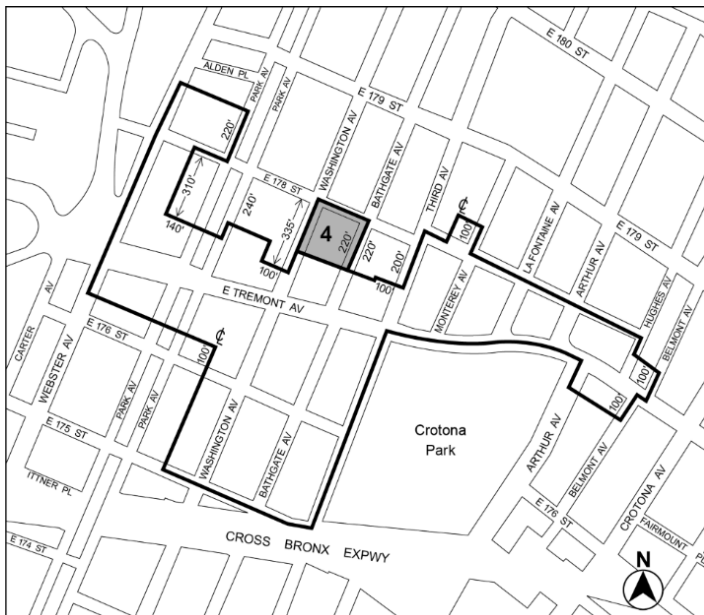 E 180 ST
ALDEN PL
PARK AV
PARK AV
E 179 ST
WASHINGTON AV
BATHGATE AV
THIRD AV
220'
E 178 ST
310'
240'
335'
4
220'
220'
200'
140'
100'
100'
℄
100'
LA FONTAINE AV
ARTHUR AV
E 179 ST
HUGHES AV
BELMONT AV
MONTEREY AV
E TREMONT AV
CARTER AV
WEBSTER AV
E 176 ST
℄
100'
100'
100'
PARK AV
PARK AV
WASHINGTON AV
BATHGATE AV
Crotona
Park
E 175 ST
ITTNER PL
E 174 ST
ARTHUR AV
BELMONT AV
CROTONA AV
E 176 ST
FAIRMOUNT PL
CROSS BRONX EXPWY
N